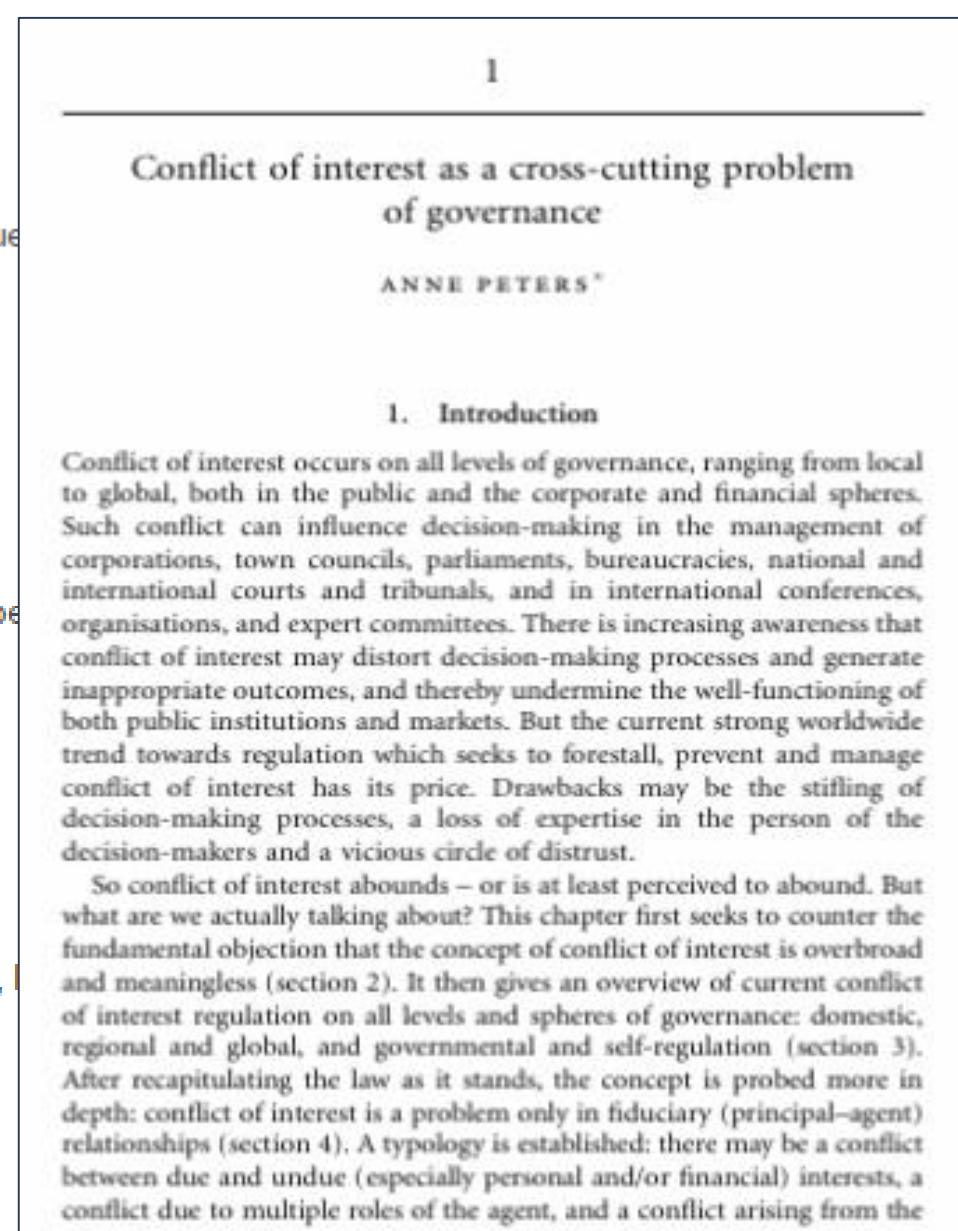 1
Conflict of interest as a cross-cutting problem
of governance
ANNE PETERS*
1. Introduction
Conflict of interest occurs on all levels of governance, ranging from local
to global, both in the public and the corporate and financial spheres.
Such conflict can influence decision-making in the management of
corporations, town councils, parliaments, bureaucracies, national and
international courts and tribunals, and in international conferences,
organisations, and expert committees. There is increasing awareness that
conflict of interest may distort decision-making processes and generate
inappropriate outcomes, and thereby undermine the well-functioning of
both public institutions and markets. But the current strong worldwide
trend towards regulation which seeks to forestall, prevent and manage
conflict of interest has its price. Drawbacks may be the stifling of
decision-making processes, a loss of expertise in the person of the
decision-makers and a vicious circle of distrust.
So conflict of interest abounds – or is at least perceived to abound. But
what are we actually talking about? This chapter first seeks to counter the
fundamental objection that the concept of conflict of interest is overbroad
and meaningless (section 2). It then gives an overview of current conflict
of interest regulation on all levels and spheres of governance: domestic,
regional and global, and governmental and self-regulation (section 3).
After recapitulating the law as it stands, the concept is probed more in
depth: conflict of interest is a problem only in fiduciary (principal–agent)
relationships (section 4). A typology is established: there may be a conflict
between due and undue (especially personal and/or financial) interests, a
conflict due to multiple roles of the agent, and a conflict arising from the